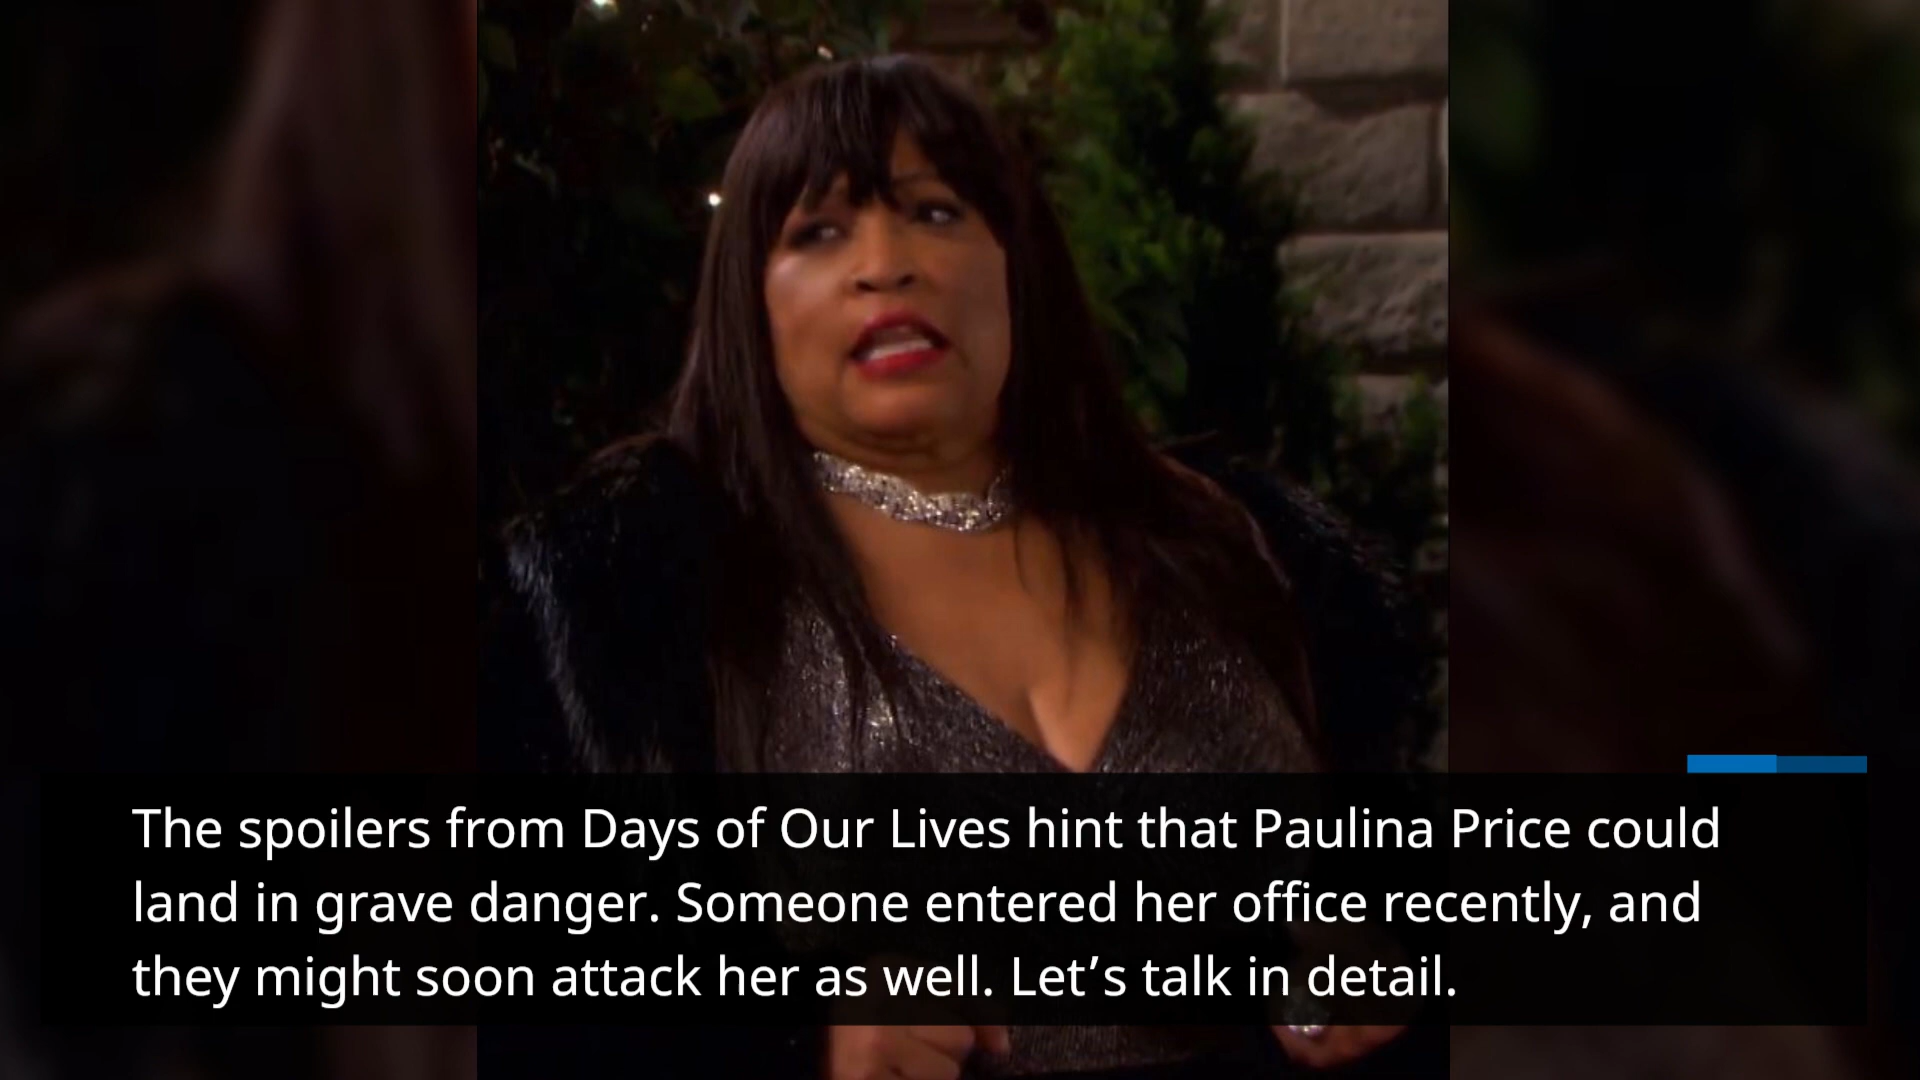 The spoilers from Days of Our Lives hint that Paulina Price could
land in grave danger. Someone entered her office recently, and
they might soon attack her as well. Let’s talk in detail.